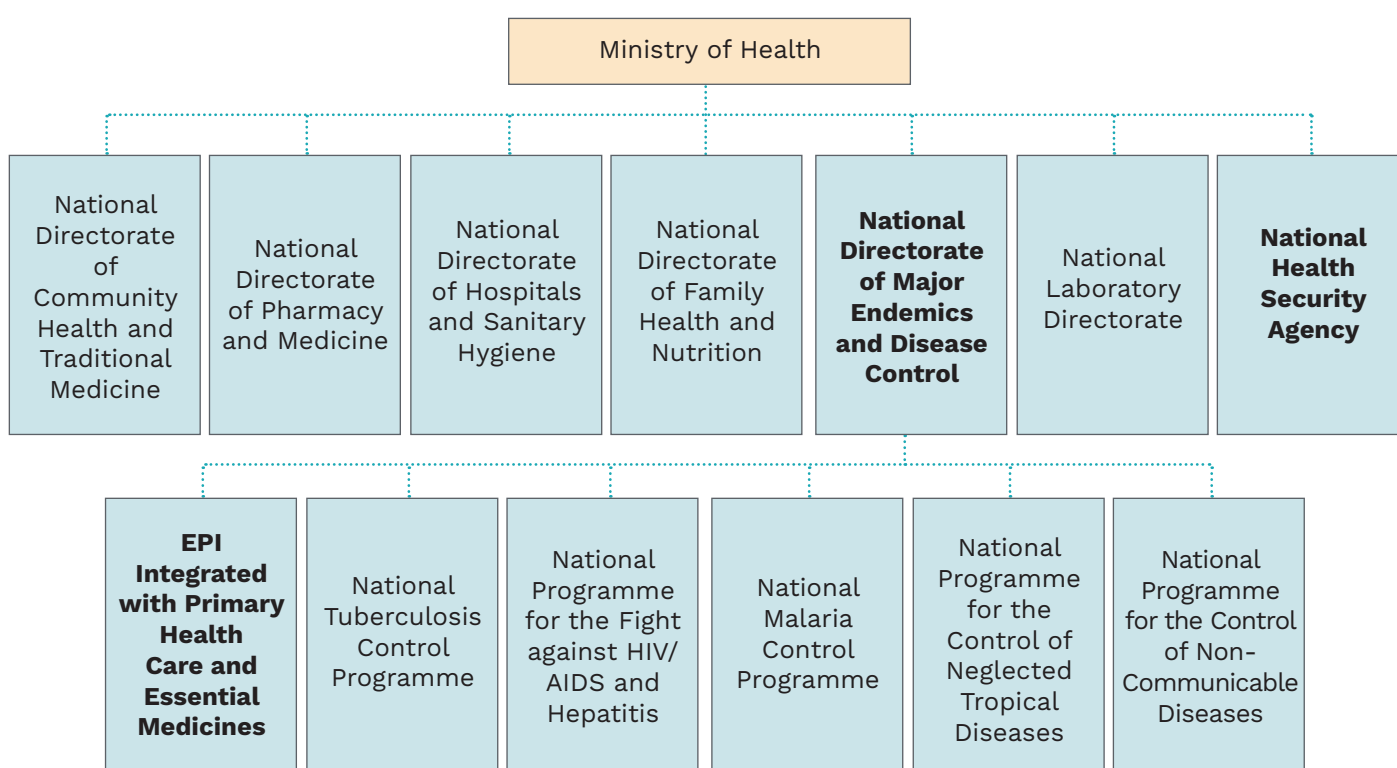 Ministry of Health
National
Directorate
of
Community
Health and
Traditional
Medicine
National
Directorate
of Pharmacy
and Medicine
National
Directorate
of Hospitals
and Sanitary
Hygiene
National
Directorate
of Family
Health and
Nutrition
National
Directorate
of Major
Endemics
and Disease
Control
National
Laboratory
Directorate
National
Health
Security
Agency
EPI
Integrated
with Primary
Health
Care and
Essential
Medicines
National
Tuberculosis
Control
Programme
National
Programme
for the Fight
against HIV/
AIDS and
Hepatitis
National
Malaria
Control
Programme
National
Programme
for the
Control of
Neglected
Tropical
Diseases
National
Programme
for the Control
of Non-
Communicable
Diseases